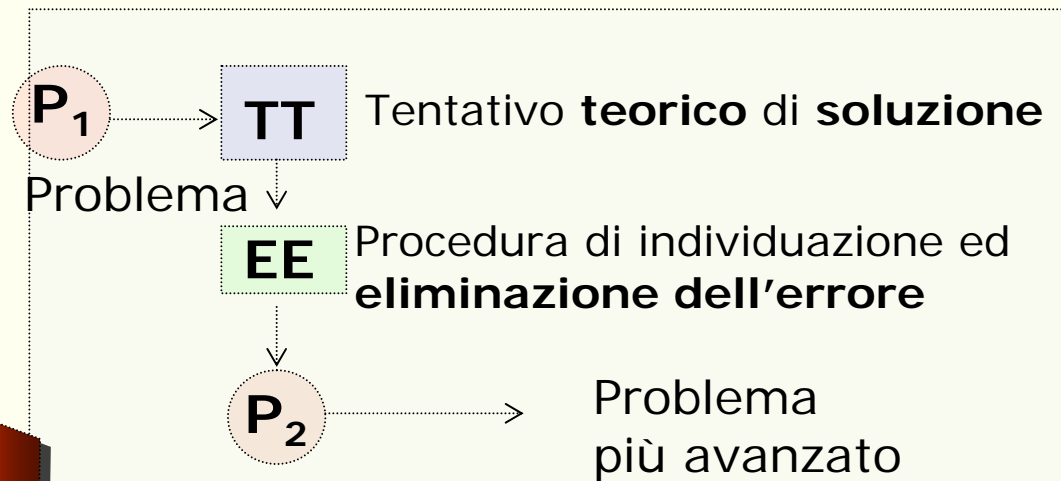 P₁ TT Tentativo teorico di soluzione
Problema
EE Procedura di individuazione ed
eliminazione dell'errore
P₂ Problema
più avanzato